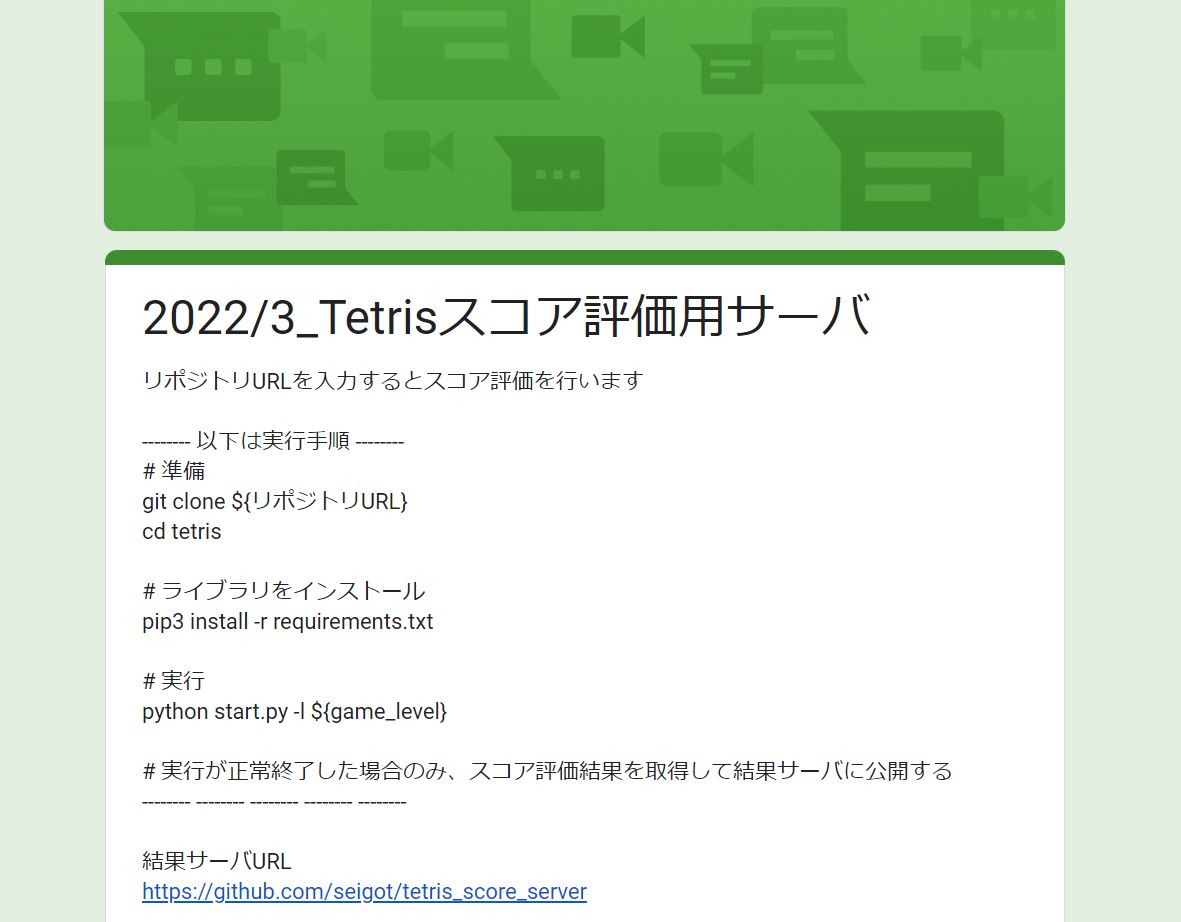 2022/3_Tetrisスコア評価用サーバ
リポジトリURLを入力するとスコア評価を行います
-------- 以下は実行手順 --------
# 準備
git clone ${リポジトリURL}
cd tetris
# ライブラリをインストール
pip3 install -r requirements.txt
# 実行
python start.py -l ${game_level}
# 実行が正常終了した場合のみ、スコア評価結果を取得して結果サーバに公開する
-------- -------- -------- -------- --------
結果サーバURL
https://github.com/seigot/tetris_score_server